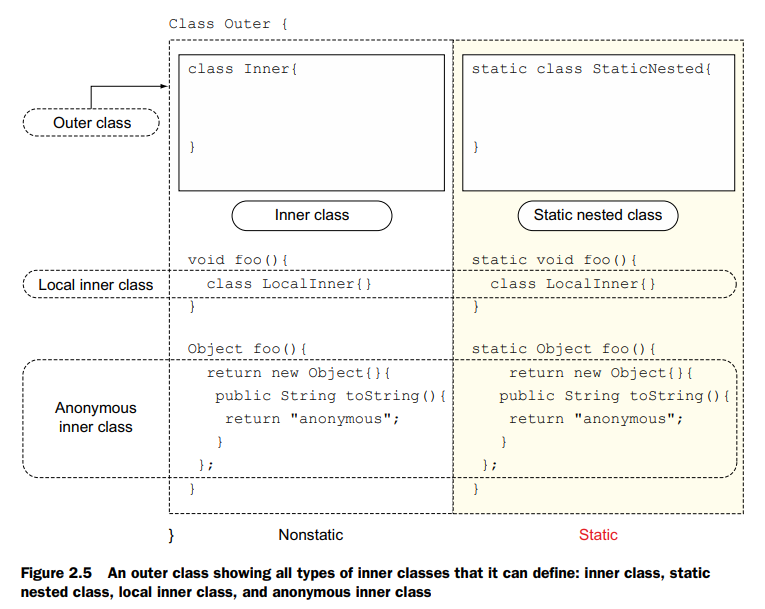 Class Outer {
class Inner{
static class StaticNested{
Outer class
}
}
Inner class
Static nested class
void foo(){
static void foo(){
Local inner class
class LocalInner{}
class LocalInner{}
}
}
Object foo(){
static Object foo(){
return new Object{}{
return new Object{}{
public String toString(){
public String toString(){
Anonymous
inner class
return "anonymous";
return "anonymous";
}
}
};
};
}
}
}
Nonstatic
Static
Figure 2.5 An outer class showing all types of inner classes that it can define: inner class, static
nested class, local inner class, and anonymous inner class